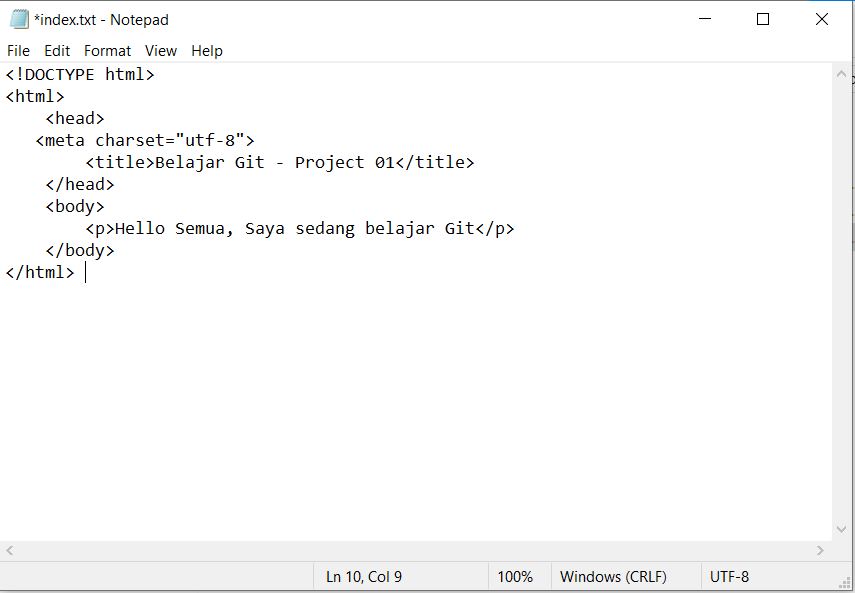 *index.txt - Notepad
File Edit Format View Help
<!DOCTYPE html>
<html>
    <head>
   <meta charset="utf-8">
        <title>Belajar Git - Project 01</title>
    </head>
    <body>
        <p>Hello Semua, Saya sedang belajar Git</p>
    </body>
</html>
Ln 10, Col 9 100% Windows (CRLF) UTF-8